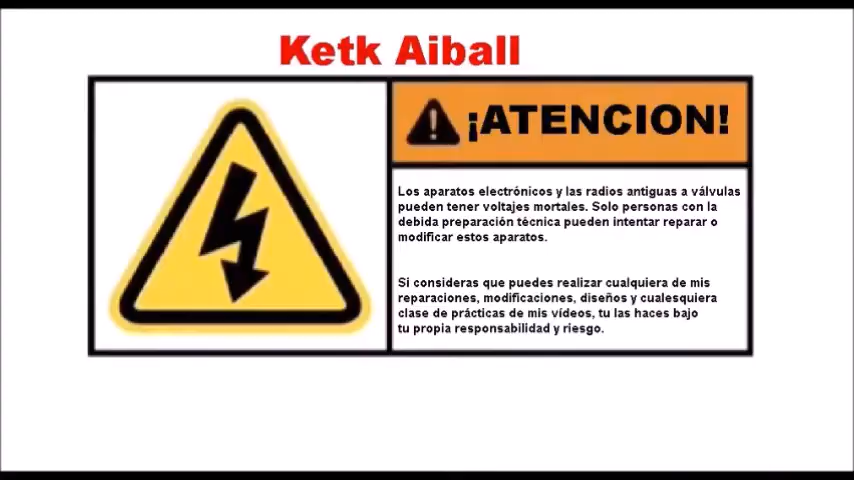 Ketk Aiball
¡ATENCION!
Los aparatos electrónicos y las radios antiguas a válvulas
pueden tener voltajes mortales. Solo personas con la
debida preparación técnica pueden intentar reparar o
modificar estos aparatos.
Si consideras que puedes realizar cualquiera de mis
reparaciones, modificaciones, diseños y cualesquiera
clase de prácticas de mis vídeos, tu las haces bajo
tu propia responsabilidad y riesgo.